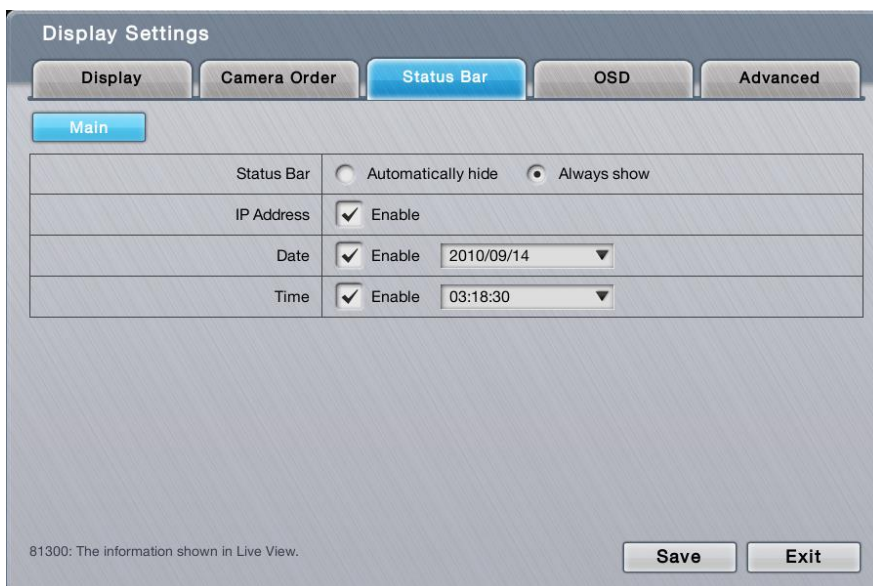 Display Settings
Display Camera Order Status Bar OSD Advanced
Main
Status Bar Automatically hide Always show
IP Address Enable
Date Enable 2010/09/14
Time Enable 03:18:30
81300: The information shown in Live View.
Save Exit